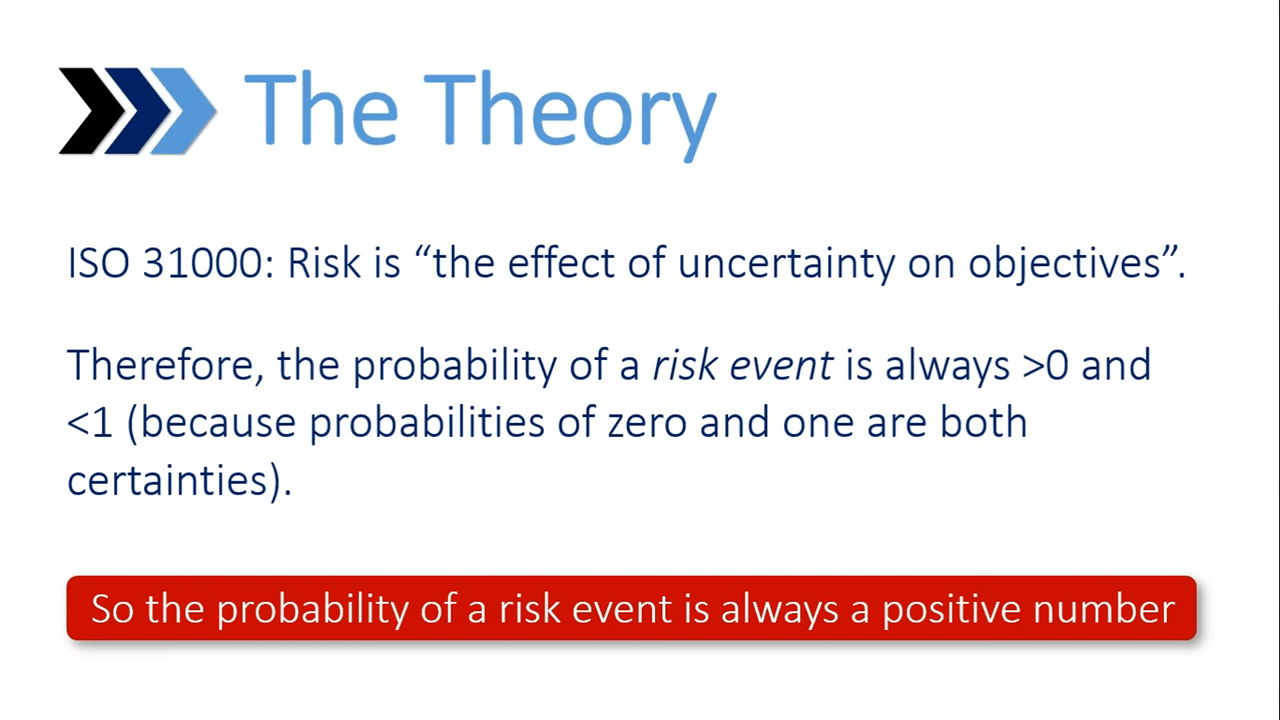 The Theory
ISO 31000: Risk is “the effect of uncertainty on objectives”.
Therefore, the probability of a risk event is always >0 and
<1 (because probabilities of zero and one are both
certainties).
So the probability of a risk event is always a positive number